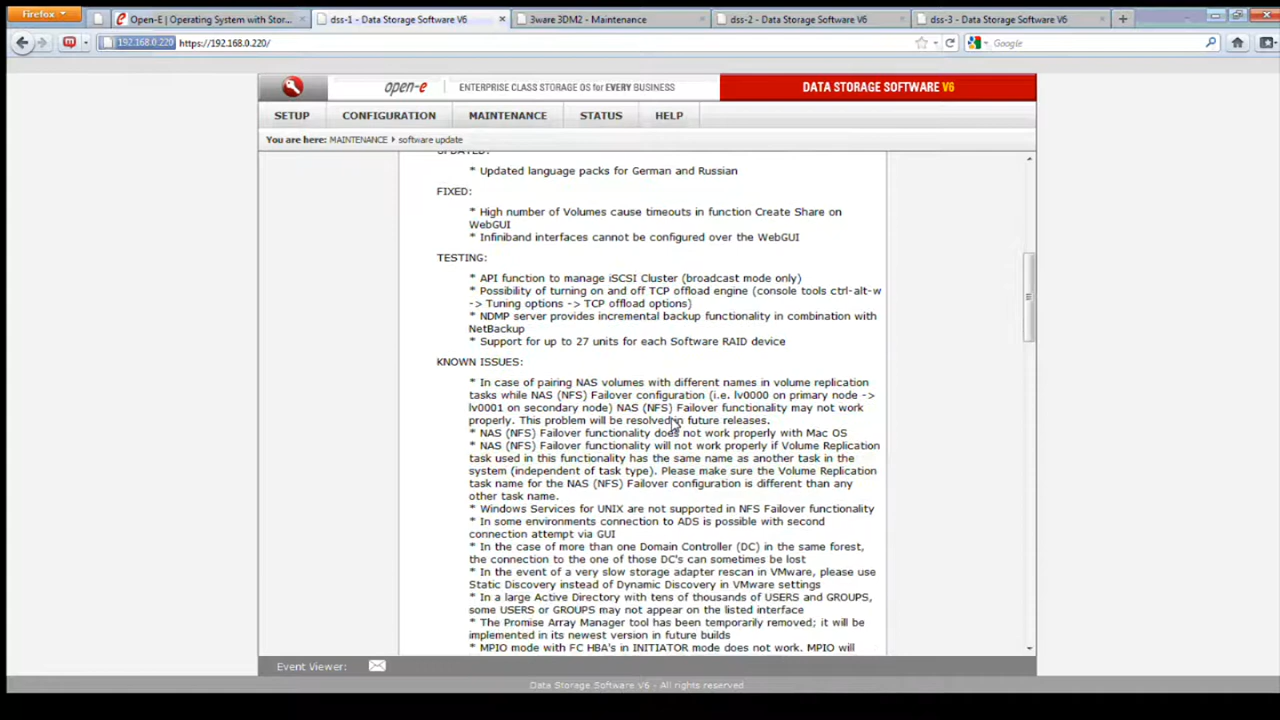 Firefox
Open-E | Operating System with Stor...
dss-1 - Data Storage Software V6
3ware 3DM2 - Maintenance
dss-2 - Data Storage Software V6
dss-3 - Data Storage Software V6
192.168.0.220
https://192.168.0.220/
Google
open-e
ENTERPRISE CLASS STORAGE OS for EVERY BUSINESS
DATA STORAGE SOFTWARE V6
SETUP
CONFIGURATION
MAINTENANCE
STATUS
HELP
You are here: MAINTENANCE software update
UPDATED:
* Updated language packs for German and Russian
FIXED:
* High number of Volumes cause timeouts in function Create Share on
WebGUI
* Infiniband interfaces cannot be configured over the WebGUI
TESTING:
* API function to manage iSCSI Cluster (broadcast mode only)
* Possibility of turning on and off TCP offload engine (console tools ctrl-alt-w
-> Tuning options -> TCP offload options)
* NDMP server provides incremental backup functionality in combination with
NetBackup
* Support for up to 27 units for each Software RAID device
KNOWN ISSUES:
* In case of pairing NAS volumes with different names in volume replication
tasks while NAS (NFS) Failover configuration (i.e. lv0000 on primary node ->
lv0001 on secondary node) NAS (NFS) Failover functionality may not work
properly. This problem will be resolved in future releases.
* NAS (NFS) Failover functionality does not work properly with Mac OS
* NAS (NFS) Failover functionality will not work properly if Volume Replication
task used in this functionality has the same name as another task in the
system (independent of task type). Please make sure the Volume Replication
task name for the NAS (NFS) Failover configuration is different than any
other task name.
* Windows Services for UNIX are not supported in NFS Failover functionality
* In some environments connection to ADS is possible with second
connection attempt via GUI
* In the case of more than one Domain Controller (DC) in the same forest,
the connection to the one of those DC's can sometimes be lost
* In the event of a very slow storage adapter rescan in VMware, please use
Static Discovery instead of Dynamic Discovery in VMware settings
* In a large Active Directory with tens of thousands of USERS and GROUPS,
some USERS or GROUPS may not appear on the listed interface
* The Promise Array Manager tool has been temporarily removed; it will be
implemented in its newest version in future builds
* MPIO mode with FC HBA's in INITIATOR mode does not work. MPIO will
Event Viewer:
Data Storage Software V6 - All rights reserved